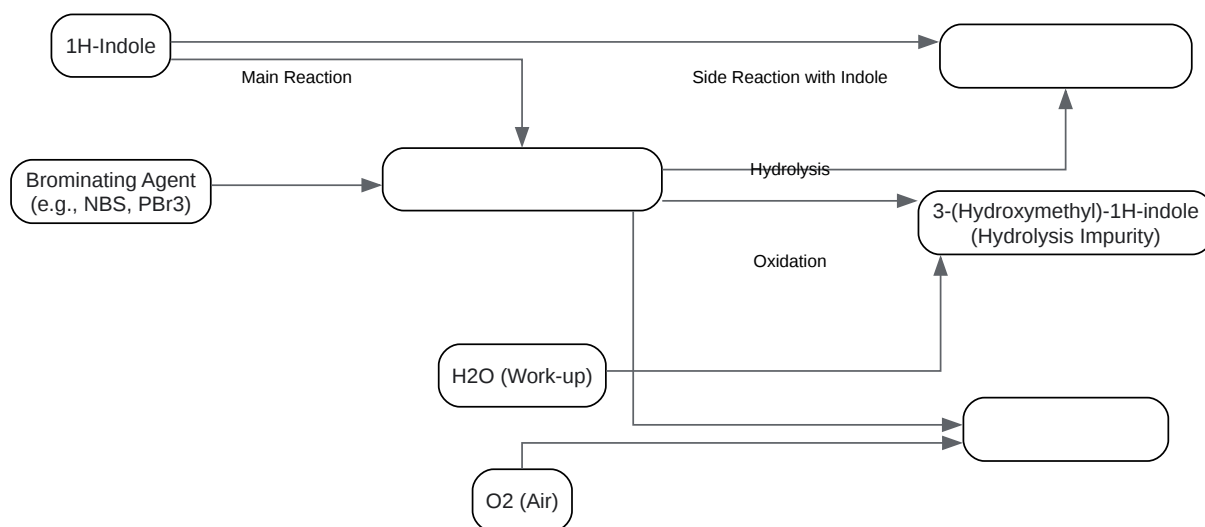 1H-Indole
Main Reaction
Side Reaction with Indole
Brominating Agent
(e.g., NBS, PBr3)
Hydrolysis
3-(Hydroxymethyl)-1H-indole
(Hydrolysis Impurity)
Oxidation
H2O (Work-up)
O2 (Air)